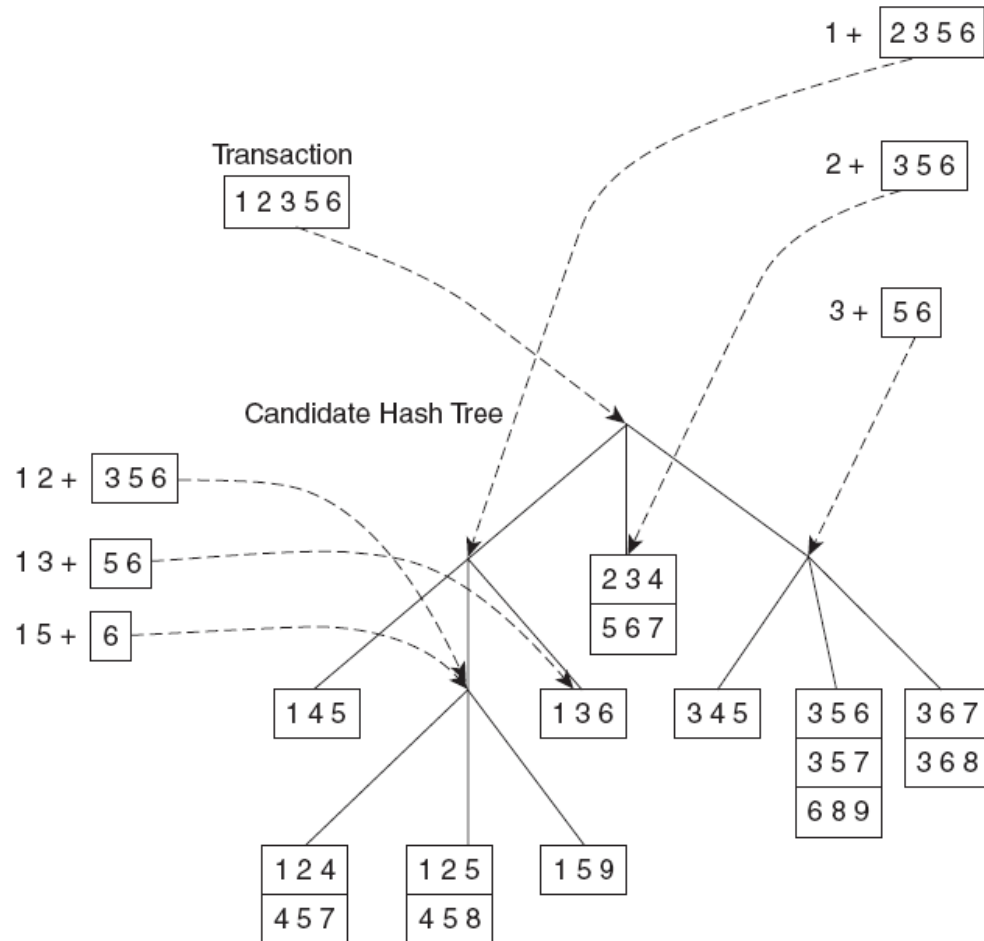 1 + 2 3 5 6
Transaction
2 + 3 5 6
1 2 3 5 6
3 + 5 6
Candidate Hash Tree
1 2 + 3 5 6
1 3 + 5 6
1 5 + 6
2 3 4
5 6 7
1 4 5
1 3 6
3 4 5
3 5 6
3 5 7
6 8 9
3 6 7
3 6 8
1 2 4
4 5 7
1 2 5
4 5 8
1 5 9